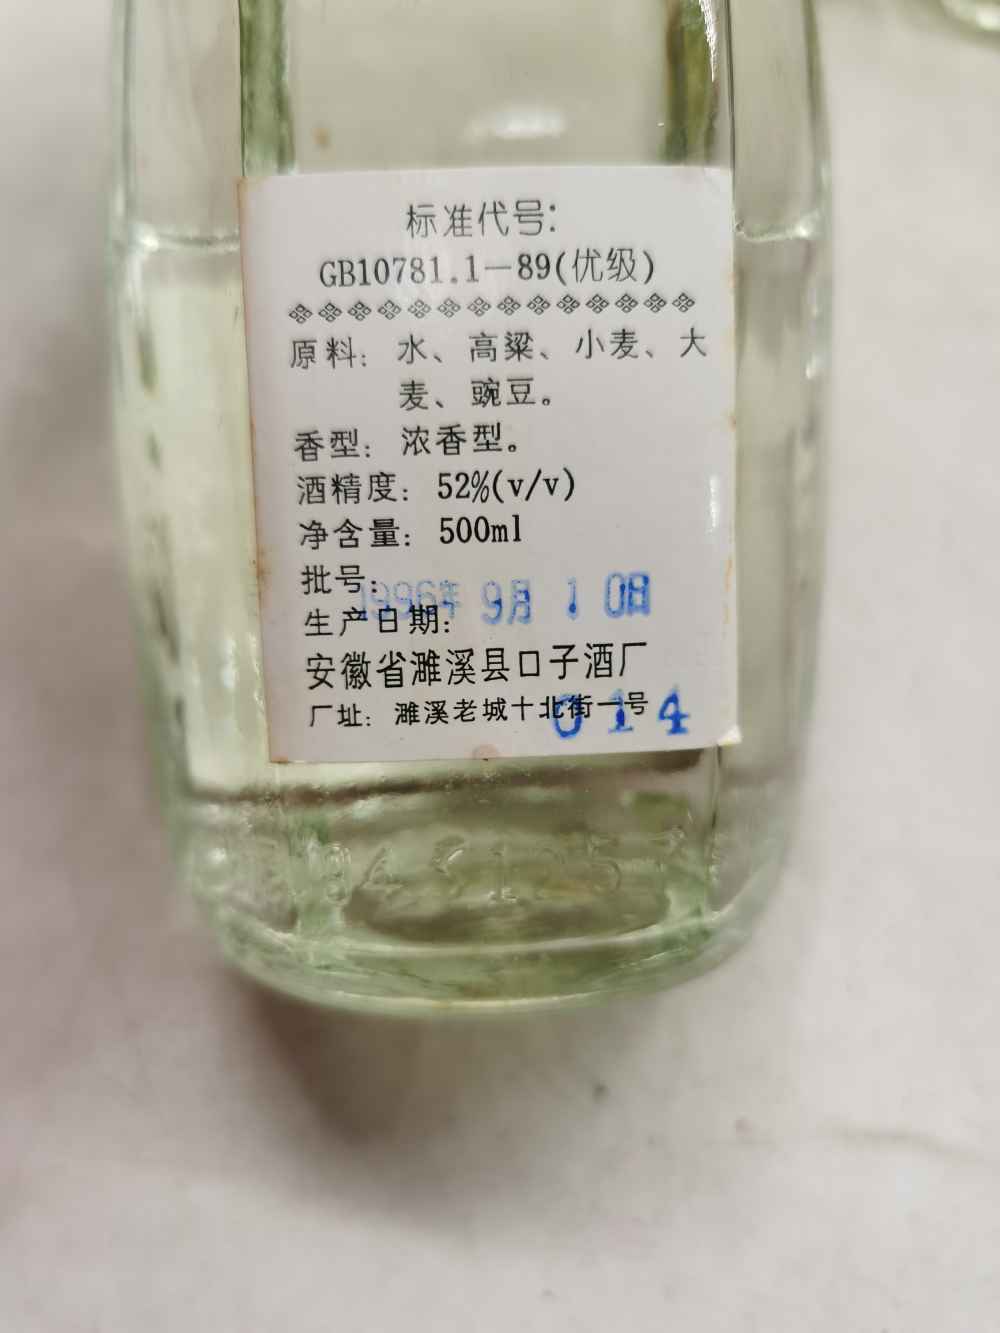 标准代号：
GB10781.1—89(优级)
原料：水、高粱、小麦、大
麦、豌豆。
香型：浓香型。
酒精度：52%(v/v)
净含量：500ml
批号：
1996年 9月 10日
生产日期：
安徽省濉溪县口子酒厂
厂址：濉溪老城十北街一号
014